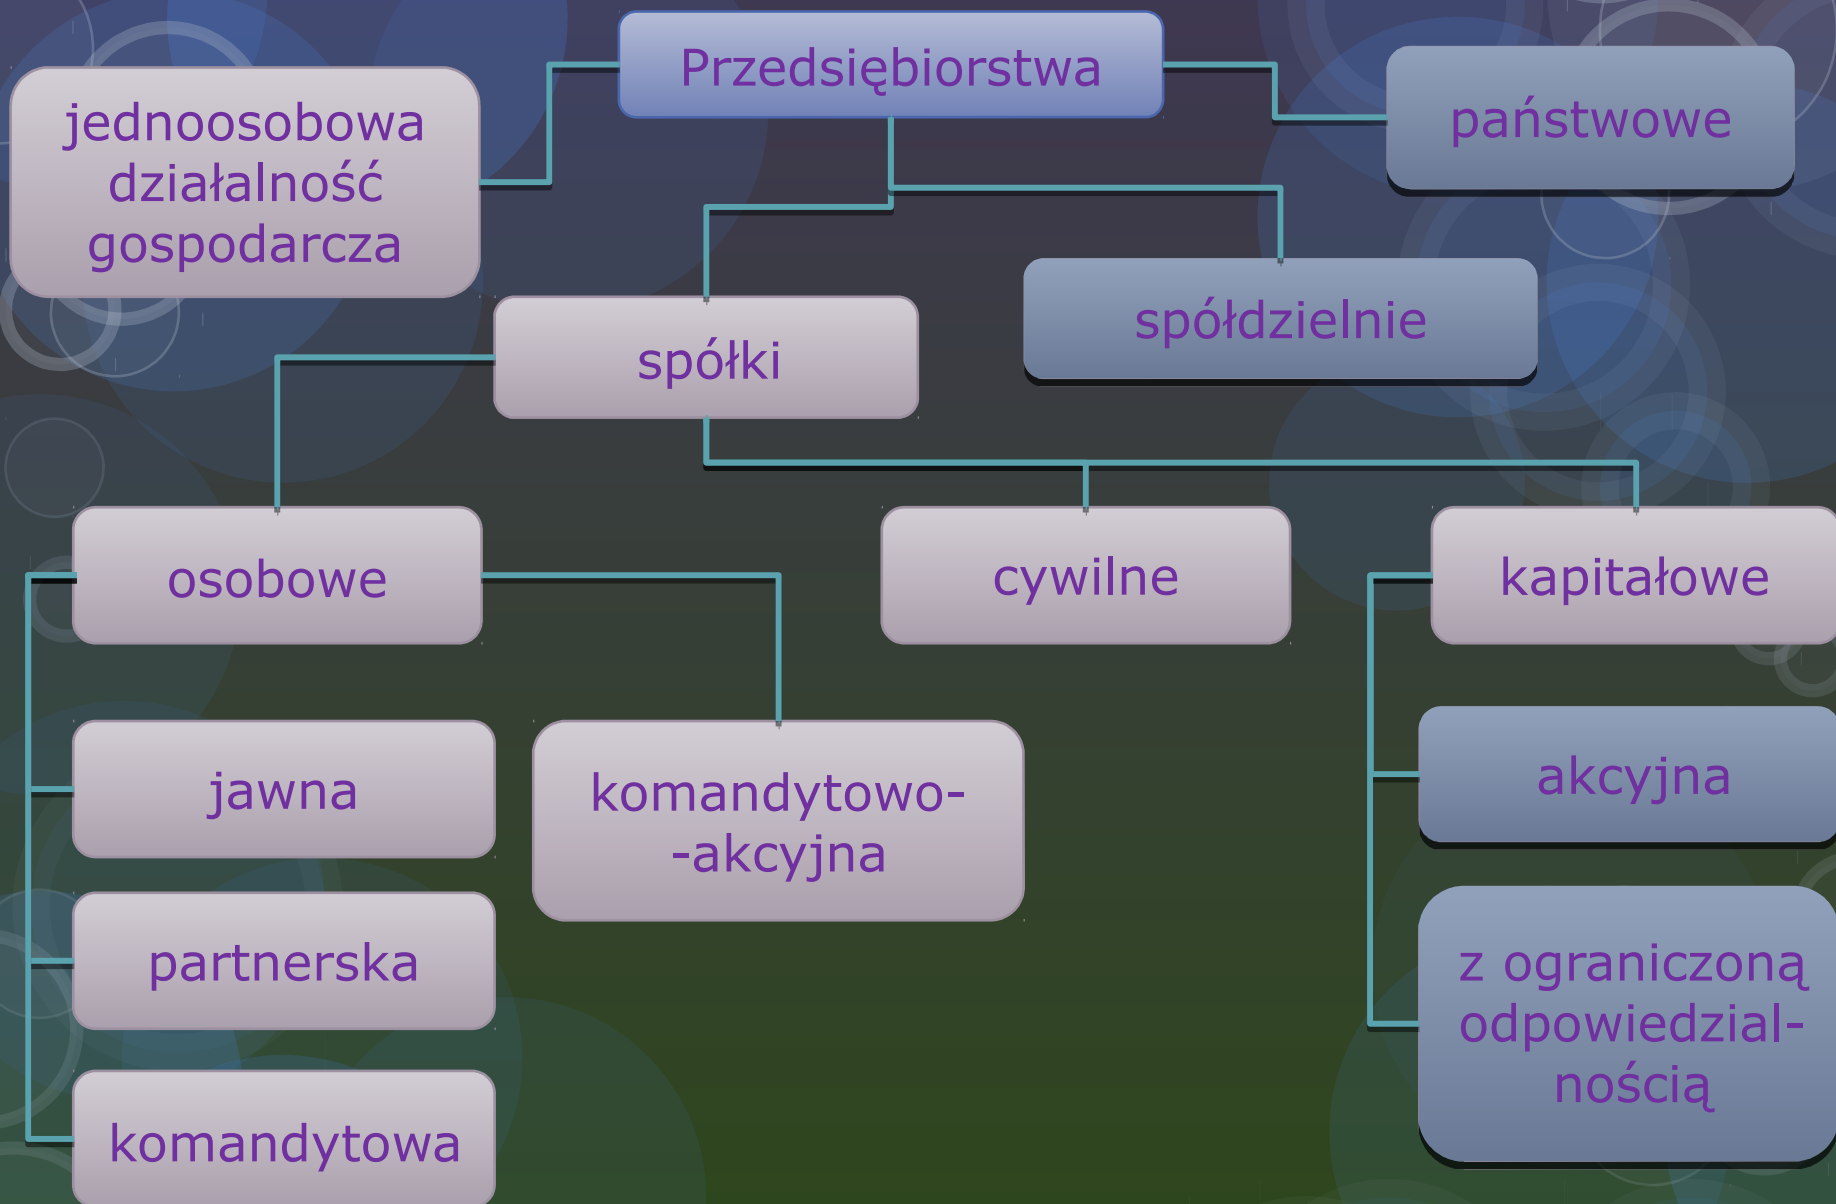 Przedsiębiorstwa
jednoosobowa
działalność
gospodarcza
państwowe
spółdzielnie
spółki
osobowe
cywilne
kapitałowe
jawna
komandytowo-
-akcyjna
akcyjna
partnerska
z ograniczoną
odpowiedzial-
nością
komandytowa